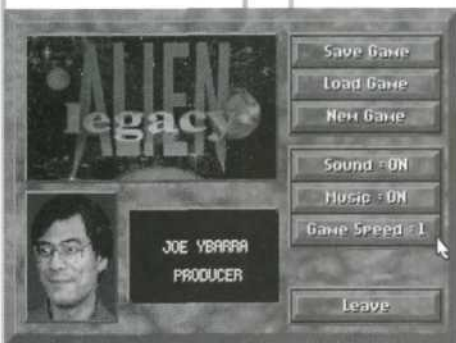 ALIEN
legacy
JOE YBARRA
PRODUCER
Save Game
Load Game
New Game
Sound : ON
Music : ON
Game Speed : 1
Leave